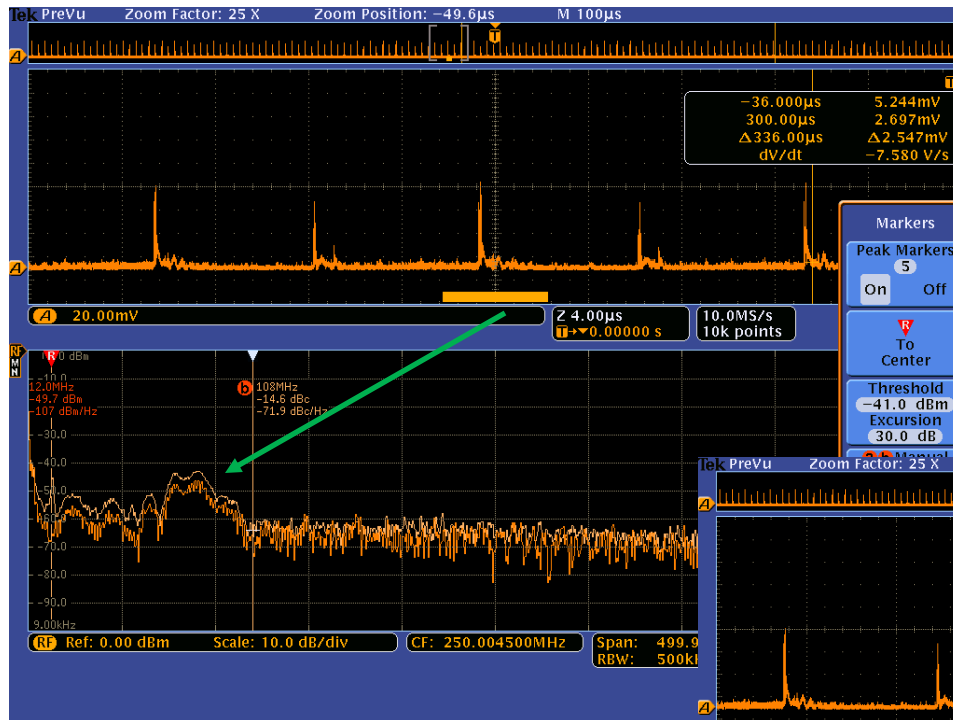 Tek PreVu Zoom Factor: 25 X Zoom Position: −49.6µs M 100µs
T
A
T
−36.000µs 5.244mV
300.00µs 2.697mV
Δ336.00µs Δ2.547mV
dV/dt −7.580 V/s
Markers
Peak Markers
5
On Off
R
To
Center
Threshold
−41.0 dBm
Excursion
30.0 dB
A
A 20.00mV
Z 4.00µs
T→▼0.00000 s
10.0MS/s
10k points
RF
M
N
R
0 dBm
−10.0
12.0MHz
−49.7 dBm
−107 dBm/Hz
b 108MHz
−14.6 dBc
−71.9 dBc/Hz
−30.0
−40.0
−70.0
−80.0
−90.0
9.00kHz
RF Ref: 0.00 dBm Scale: 10.0 dB/div
CF: 250.004500MHz
Span: 499.9
RBW:
Tek PreVu Zoom Factor: 25 X
A
A